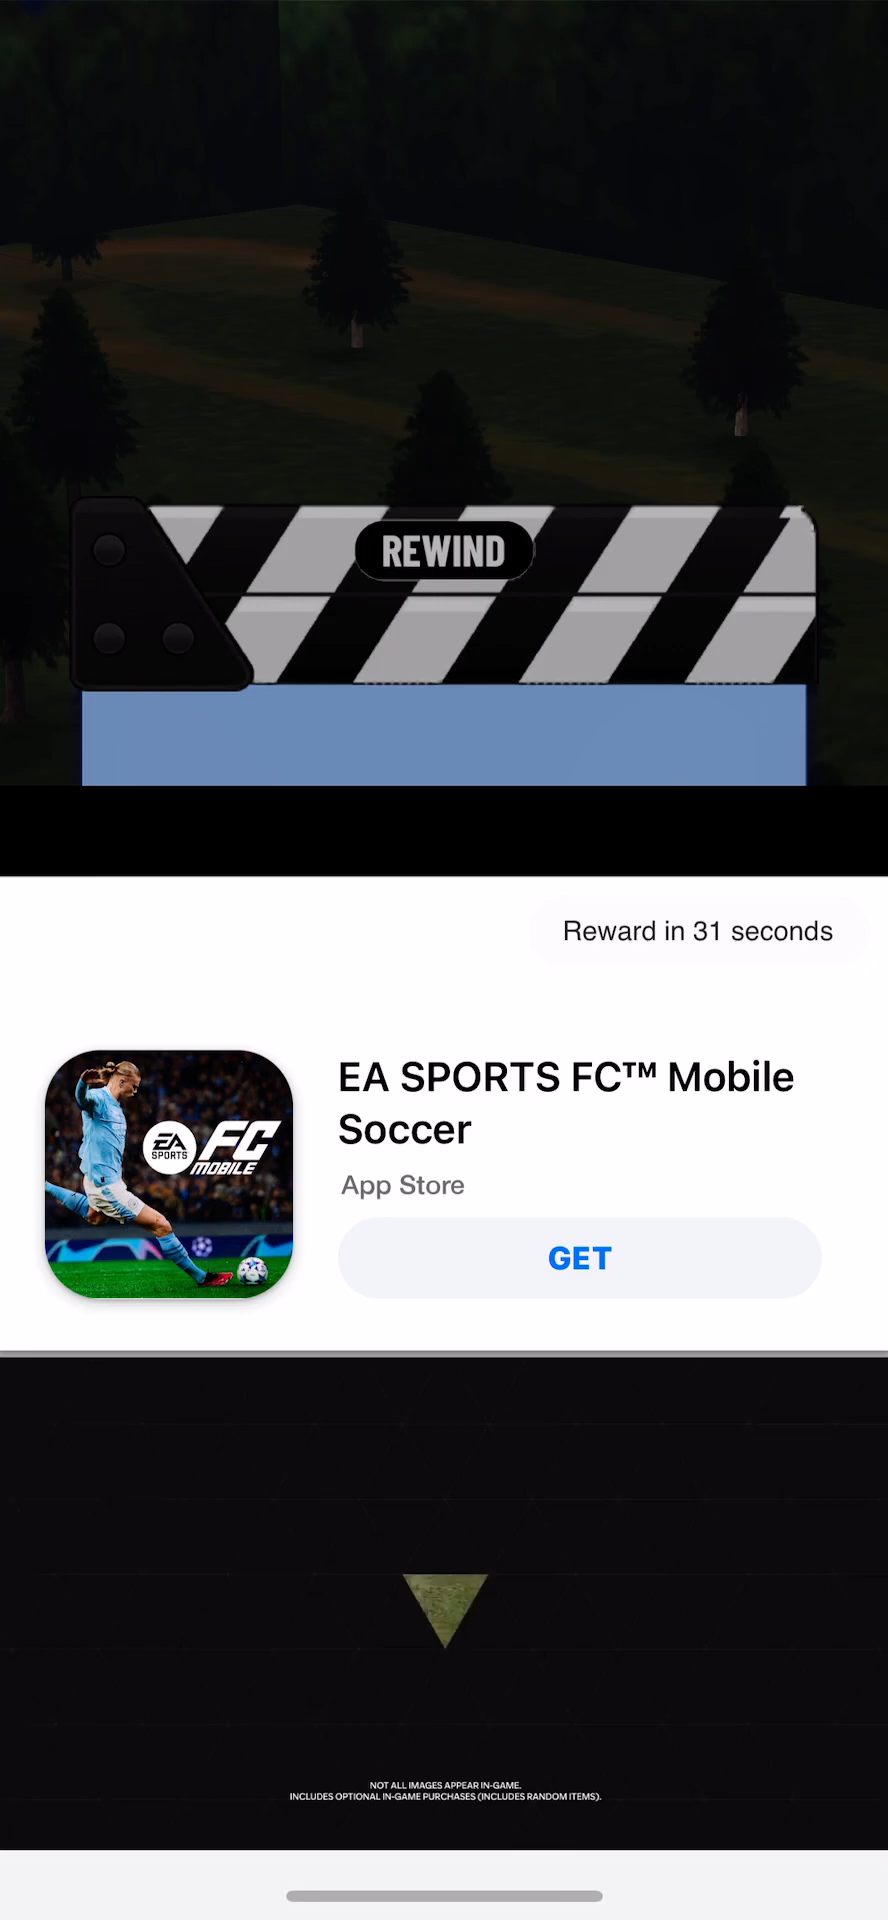 REWIND
Reward in 31 seconds
EA SPORTS FC™ Mobile
Soccer
App Store
GET
EA
SPORTS
FC
MOBILE
NOT ALL IMAGES APPEAR IN-GAME.
INCLUDES OPTIONAL IN-GAME PURCHASES (INCLUDES RANDOM ITEMS).